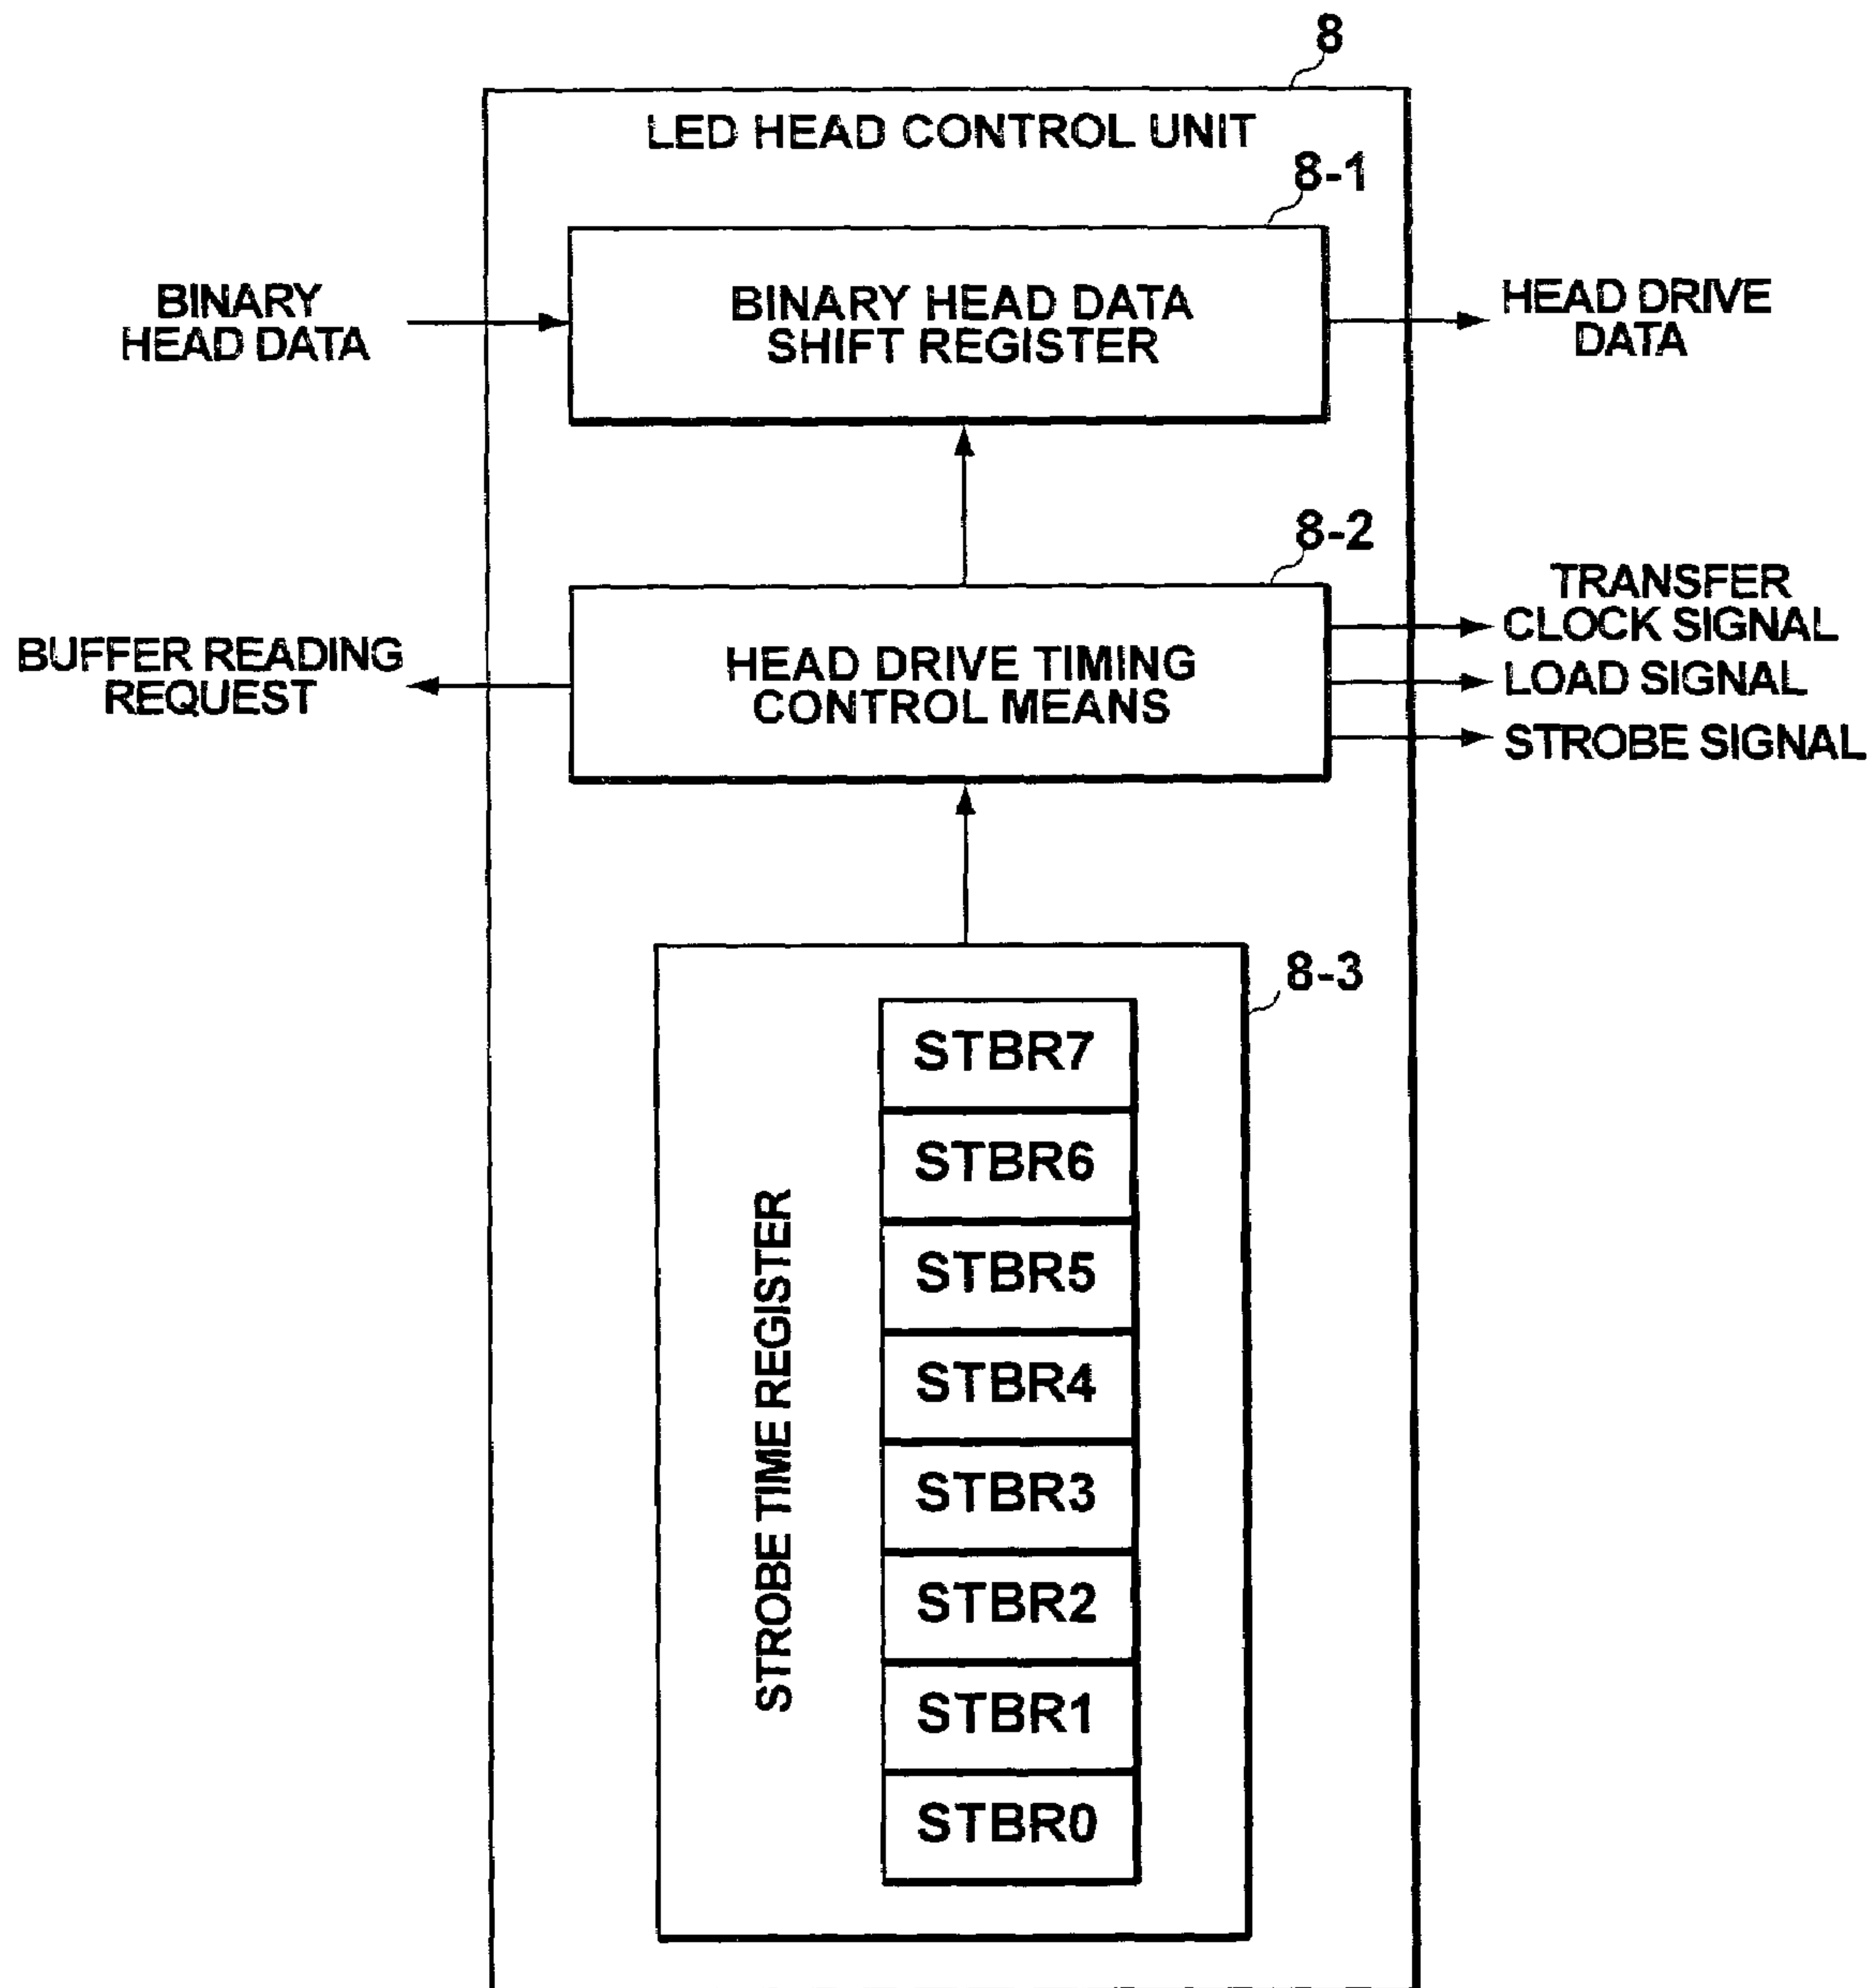 8
LED HEAD CONTROL UNIT
8-1
BINARY
HEAD DATA
BINARY HEAD DATA
SHIFT REGISTER
HEAD DRIVE
DATA
8-2
BUFFER READING
REQUEST
HEAD DRIVE TIMING
CONTROL MEANS
TRANSFER
CLOCK SIGNAL
LOAD SIGNAL
STROBE SIGNAL
8-3
STROBE TIME REGISTER
STBR7
STBR6
STBR5
STBR4
STBR3
STBR2
STBR1
STBR0